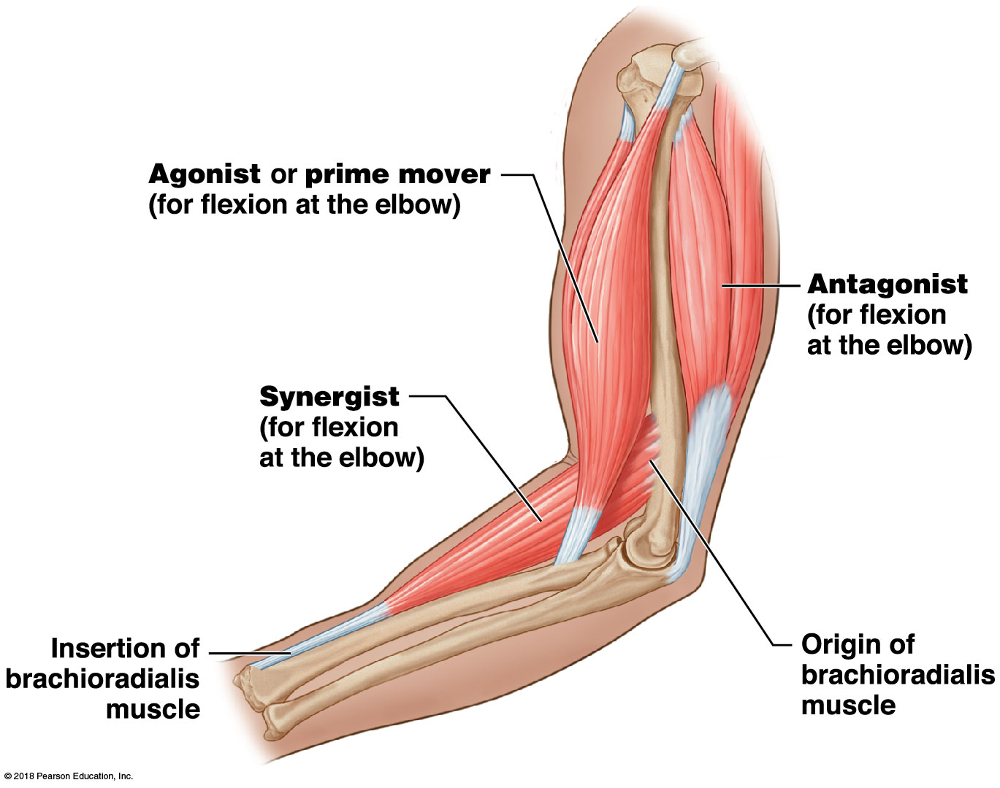 Agonist or prime mover
(for flexion at the elbow)
Antagonist
(for flexion
at the elbow)
Synergist
(for flexion
at the elbow)
Insertion of
brachioradialis
muscle
Origin of
brachioradialis
muscle
© 2018 Pearson Education, Inc.